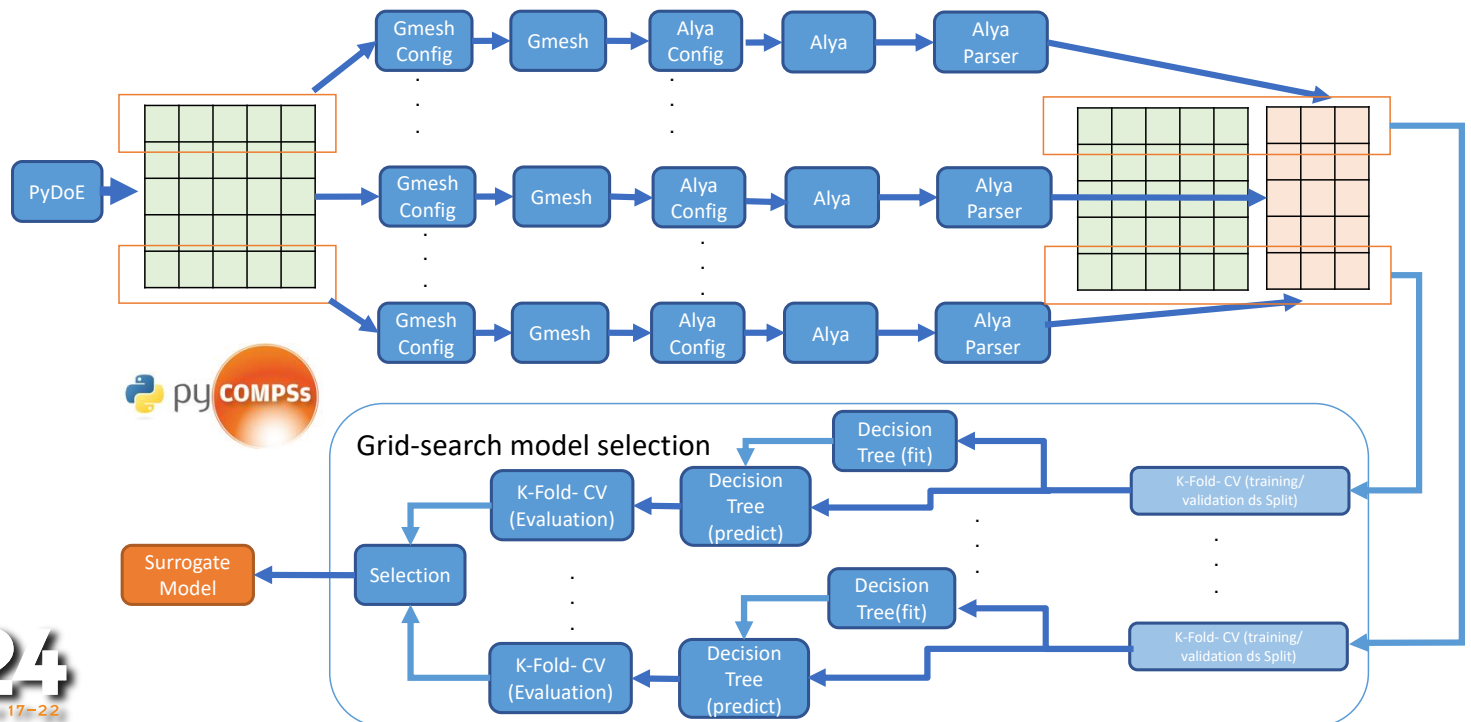 Gmesh
Config
Gmesh
Alya
Config
Alya
Alya
Parser
PyDoE
Gmesh
Config
Gmesh
Alya
Config
Alya
Alya
Parser
Gmesh
Config
Gmesh
Alya
Config
Alya
Alya
Parser
py COMPSs
Grid-search model selection
Decision
Tree (fit)
K-Fold- CV
(Evaluation)
Decision
Tree
(predict)
K-Fold- CV (training/
validation ds Split)
Surrogate
Model
Selection
Decision
Tree(fit)
K-Fold- CV
(Evaluation)
Decision
Tree
(predict)
K-Fold- CV (training/
validation ds Split)
24
17-22